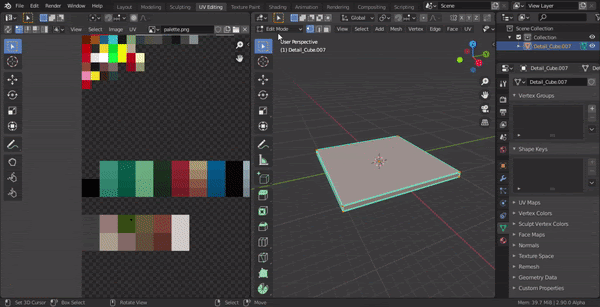 File Edit Render Window Help Layout Modeling Sculpting UV Editing Texture Paint Shading Animation Rendering Compositing Scene View Layer
Global
View Select Image UV palette.png Edit Mode View Select Add Mesh Vertex Edge Face UV
User Perspective
(1) Detail_Cube.007
Scene Collection
Collection
Detail_Cube.007
Detail_Cube.007
Detail_Cube.007
Vertex Groups
Shape Keys
UV Maps
Vertex Colors
Sculpt Vertex Colors
Face Maps
Normals
Texture Space
Remesh
Geometry Data
Custom Properties
Set 3D Cursor Box Select Rotate View Move Mem: 39.7 MiB | 2.90.0 Alpha